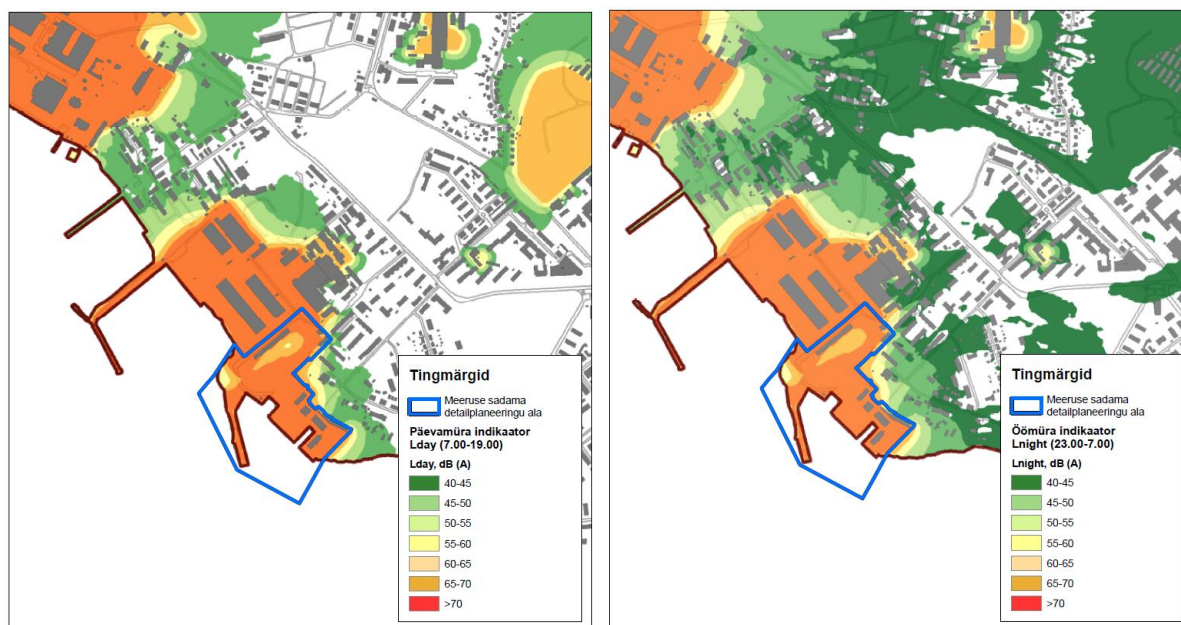 Tingmärgid
Meeruse sadama
detailplaneeringu ala
Päevamüra indikaator
Lday (7.00-19.00)
Lday, dB (A)
40-45
45-50
50-55
55-60
60-65
65-70
>70
Tingmärgid
Meeruse sadama
detailplaneeringu ala
Öömüra indikaator
Lnight (23.00-7.00)
Lnight, dB (A)
40-45
45-50
50-55
55-60
60-65
65-70
>70